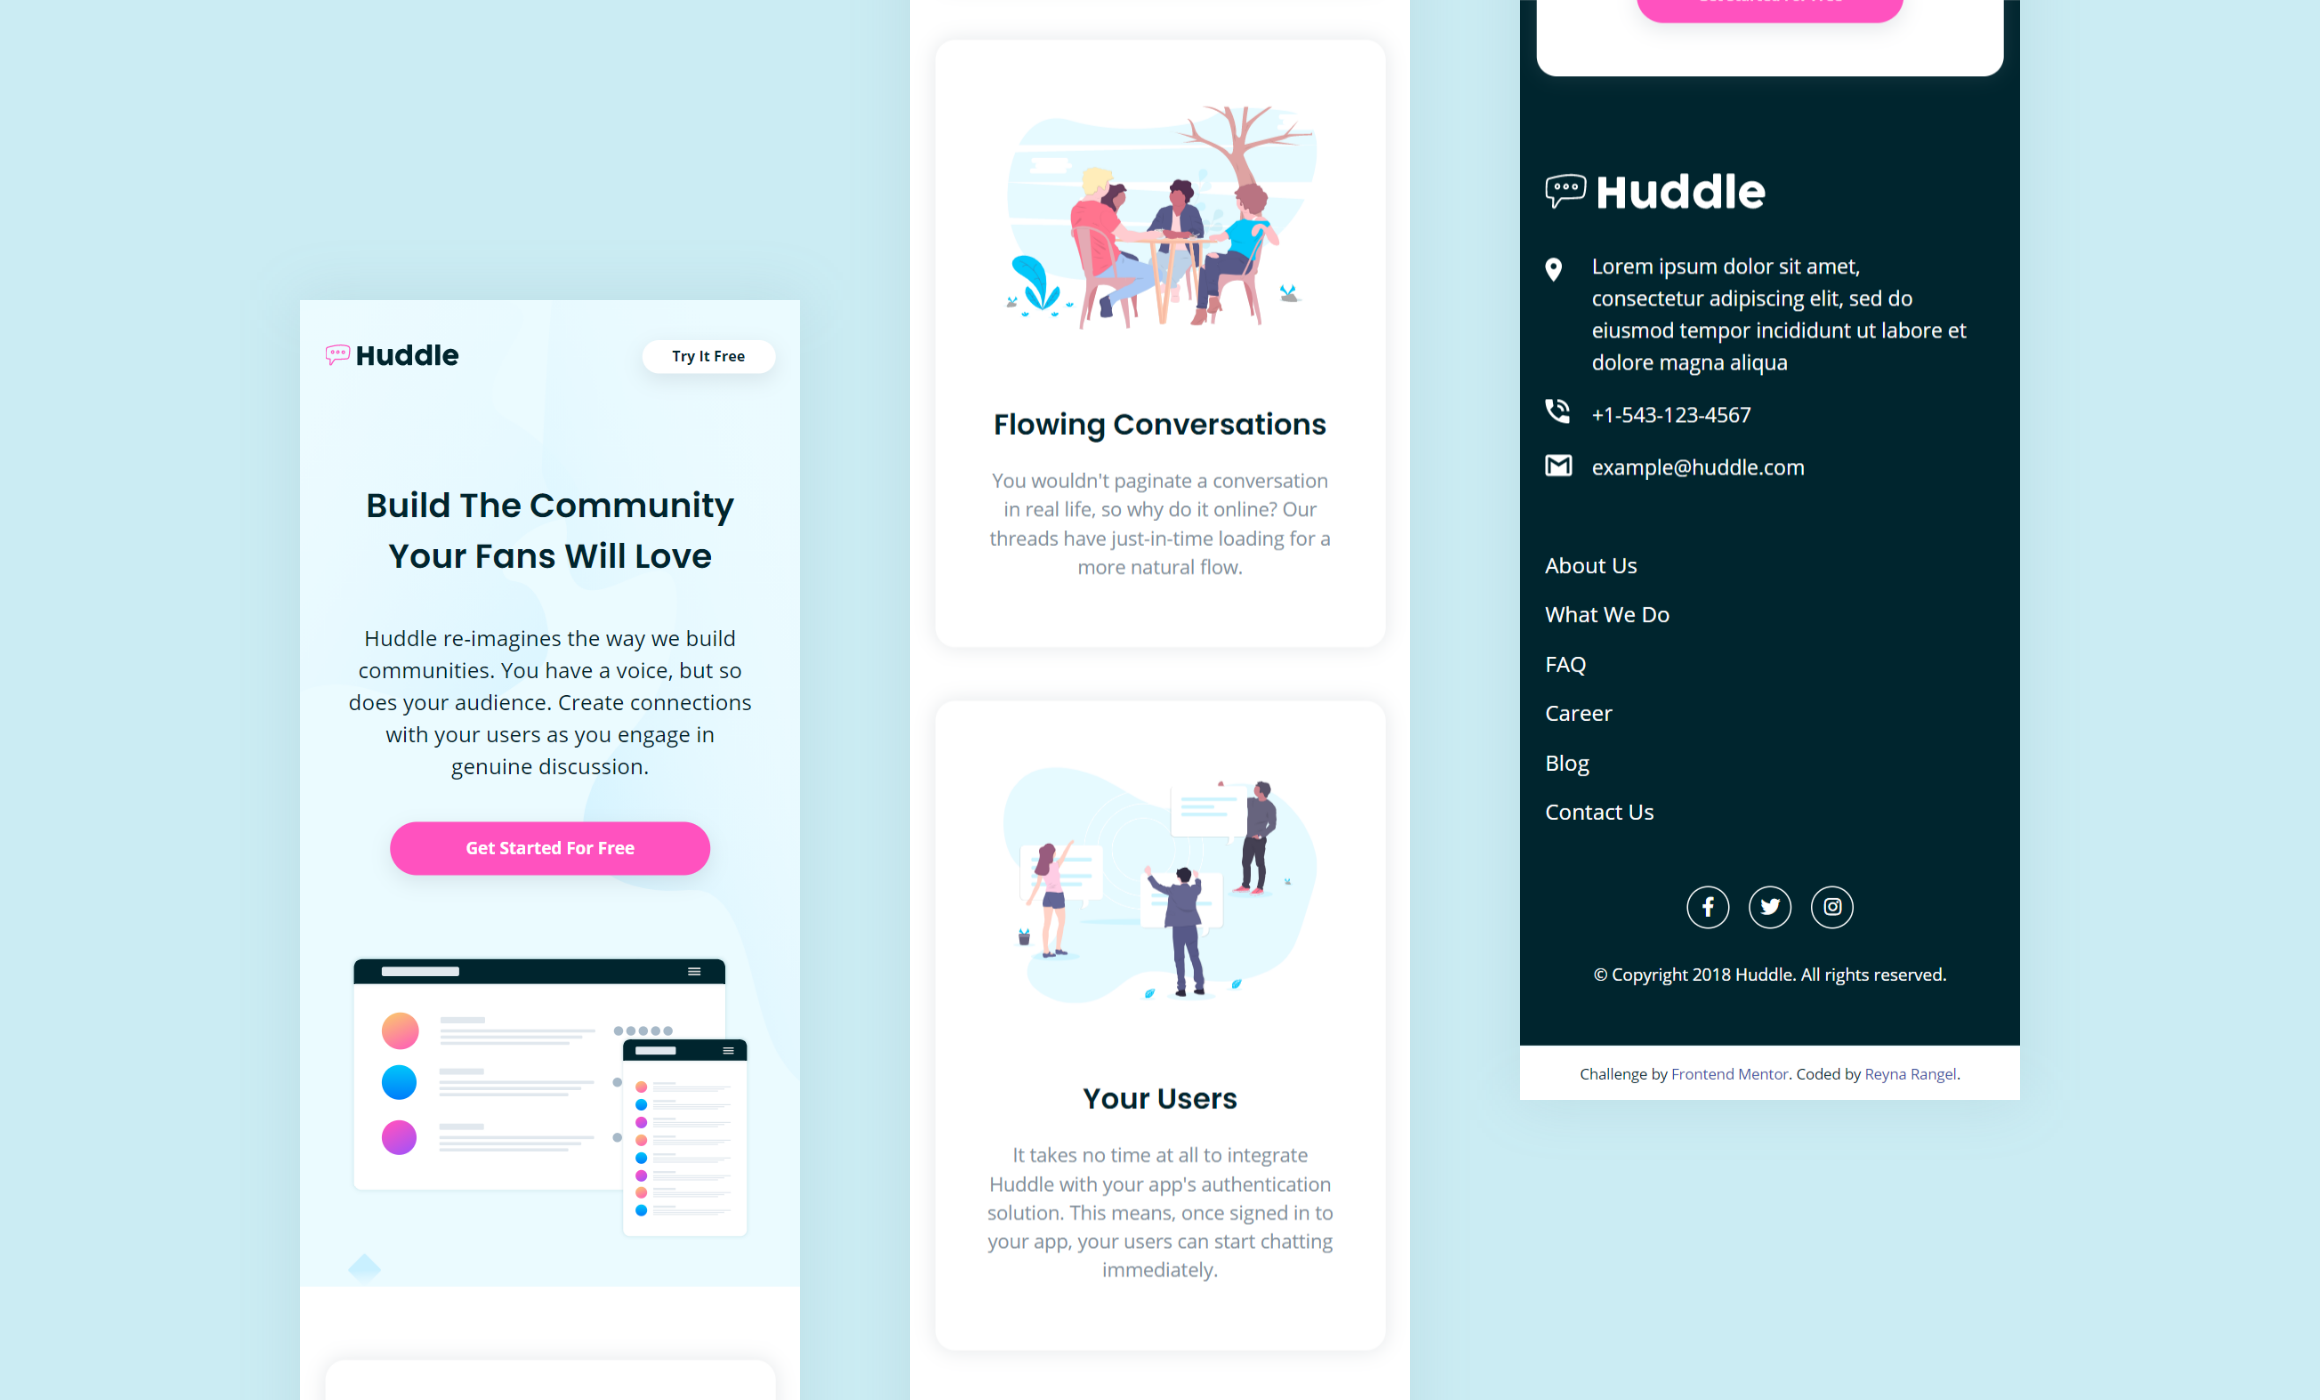 Huddle
Try It Free
Build The Community
Your Fans Will Love
Huddle re-imagines the way we build
communities. You have a voice, but so
does your audience. Create connections
with your users as you engage in
genuine discussion.
Get Started For Free
Flowing Conversations
You wouldn't paginate a conversation
in real life, so why do it online? Our
threads have just-in-time loading for a
more natural flow.
Your Users
It takes no time at all to integrate
Huddle with your app's authentication
solution. This means, once signed in to
your app, your users can start chatting
immediately.
Huddle
Lorem ipsum dolor sit amet,
consectetur adipiscing elit, sed do
eiusmod tempor incididunt ut labore et
dolore magna aliqua
+1-543-123-4567
example@huddle.com
About Us
What We Do
FAQ
Career
Blog
Contact Us
© Copyright 2018 Huddle. All rights reserved.
Challenge by Frontend Mentor. Coded by Reyna Rangel.